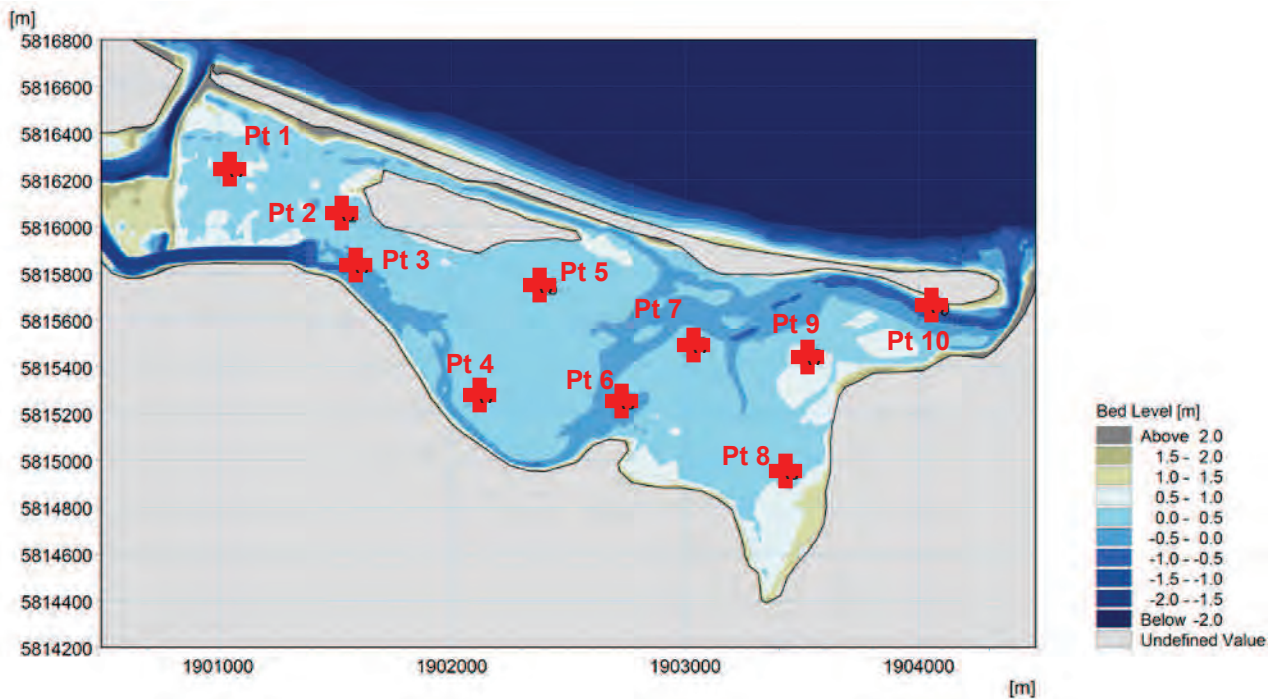 [m]
5816800
5816600
5816400
5816200
5816000
5815800
5815600
5815400
5815200
5815000
5814800
5814600
5814400
5814200
Pt 1
Pt 2
Pt 3
Pt 5
Pt 7
Pt 9
Pt 10
Pt 4
Pt 6
Pt 8
1901000 1902000 1903000 1904000
[m]
Bed Level [m]
Above 2.0
1.5 - 2.0
1.0 - 1.5
0.5 - 1.0
0.0 - 0.5
-0.5 - 0.0
-1.0 - -0.5
-1.5 - -1.0
-2.0 - -1.5
Below -2.0
Undefined Value